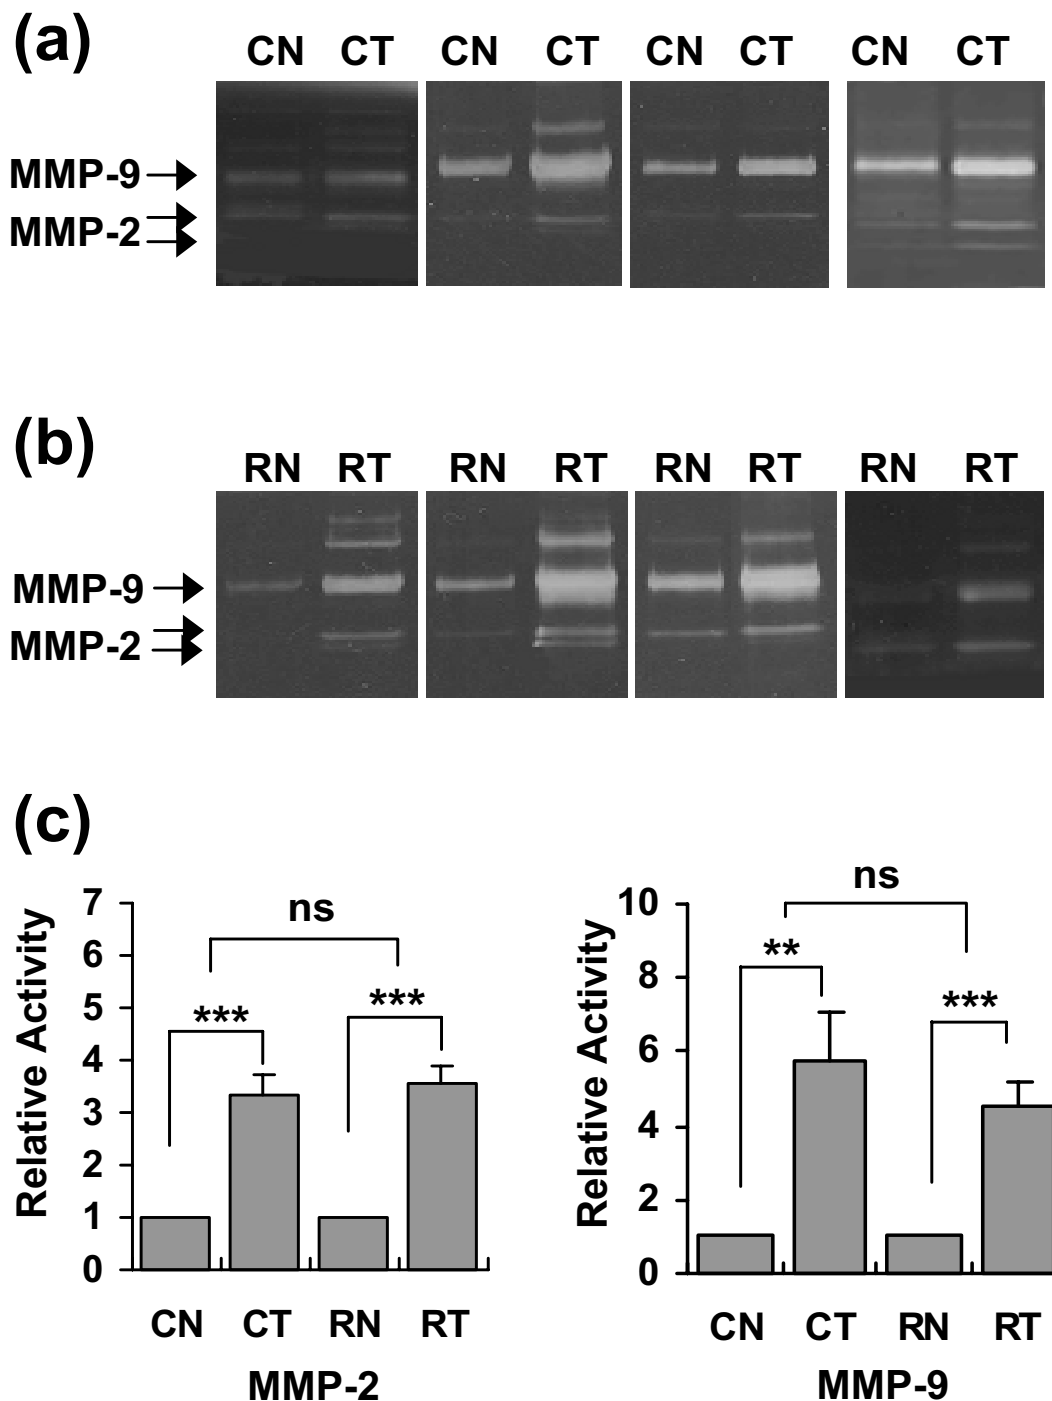 (a)
CN CT CN CT CN CT CN CT
MMP-9
MMP-2
(b)
RN RT RN RT RN RT RN RT
MMP-9
MMP-2
(c)
Relative Activity
7
6
5
4
3
2
1
0
ns
***
***
CN CT RN RT
MMP-2
Relative Activity
10
8
6
4
2
0
ns
**
***
CN CT RN RT
MMP-9